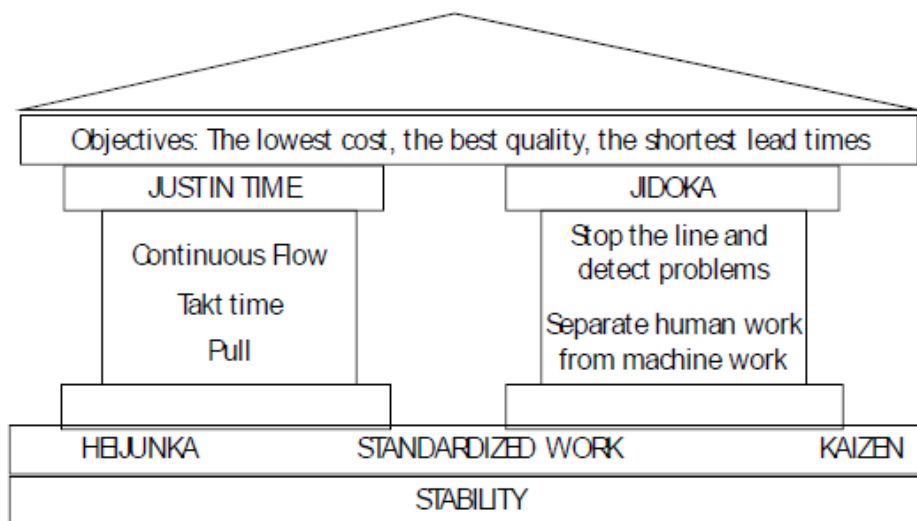 Objectives: The lowest cost, the best quality, the shortest lead times
JUST IN TIME
JIDOKA
Continuous Flow
Takt time
Pull
Stop the line and
detect problems
Separate human work
from machine work
HEIJUNKA STANDARDIZED WORK KAIZEN
STABILITY